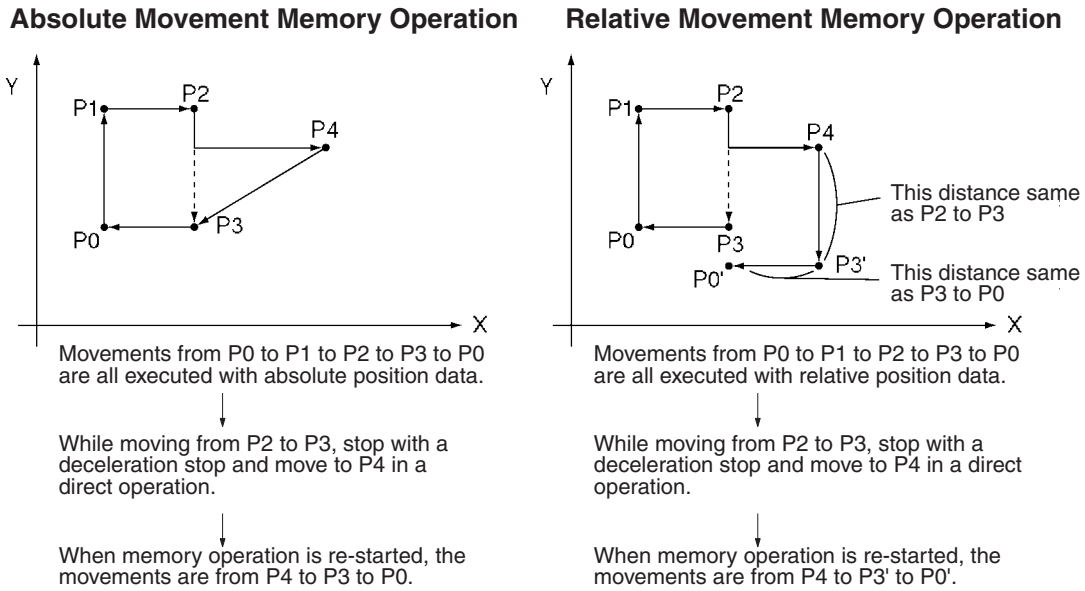 Absolute Movement Memory Operation
Y
P1
P2
P4
P0
P3
X
Movements from P0 to P1 to P2 to P3 to P0
are all executed with absolute position data.
While moving from P2 to P3, stop with a
deceleration stop and move to P4 in a
direct operation.
When memory operation is re-started, the
movements are from P4 to P3 to P0.
Relative Movement Memory Operation
Y
P1
P2
P4
This distance same
as P2 to P3
P0
P3
P0'
P3'
This distance same
as P3 to P0
X
Movements from P0 to P1 to P2 to P3 to P0
are all executed with relative position data.
While moving from P2 to P3, stop with a
deceleration stop and move to P4 in a direct
operation.
When memory operation is re-started, the
movements are from P4 to P3' to P0'.